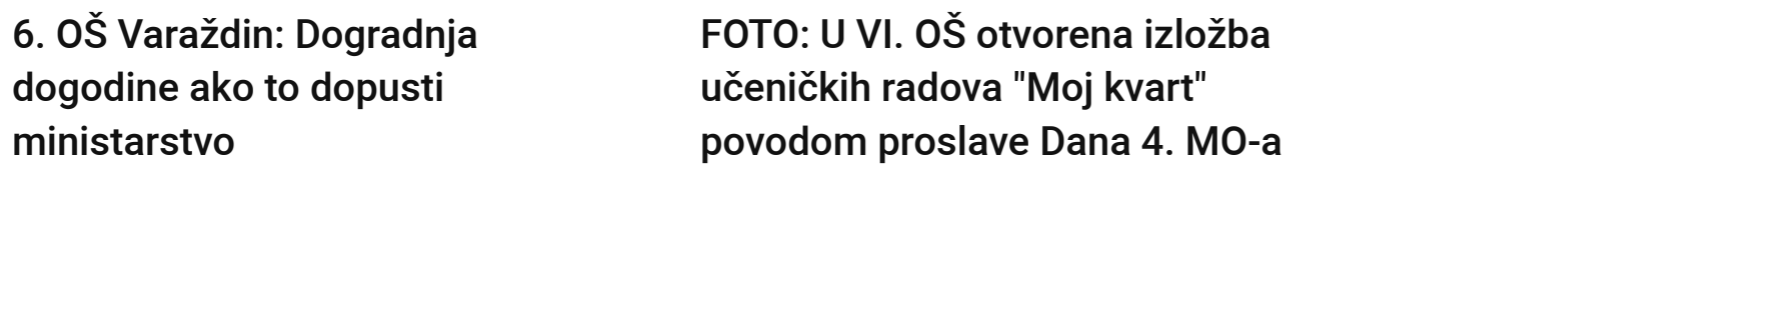 6. OŠ Varaždin: Dogradnja
dogodine ako to dopusti
ministarstvo
FOTO: U VI. OŠ otvorena izložba
učeničkih radova "Moj kvart"
povodom proslave Dana 4. MO-a